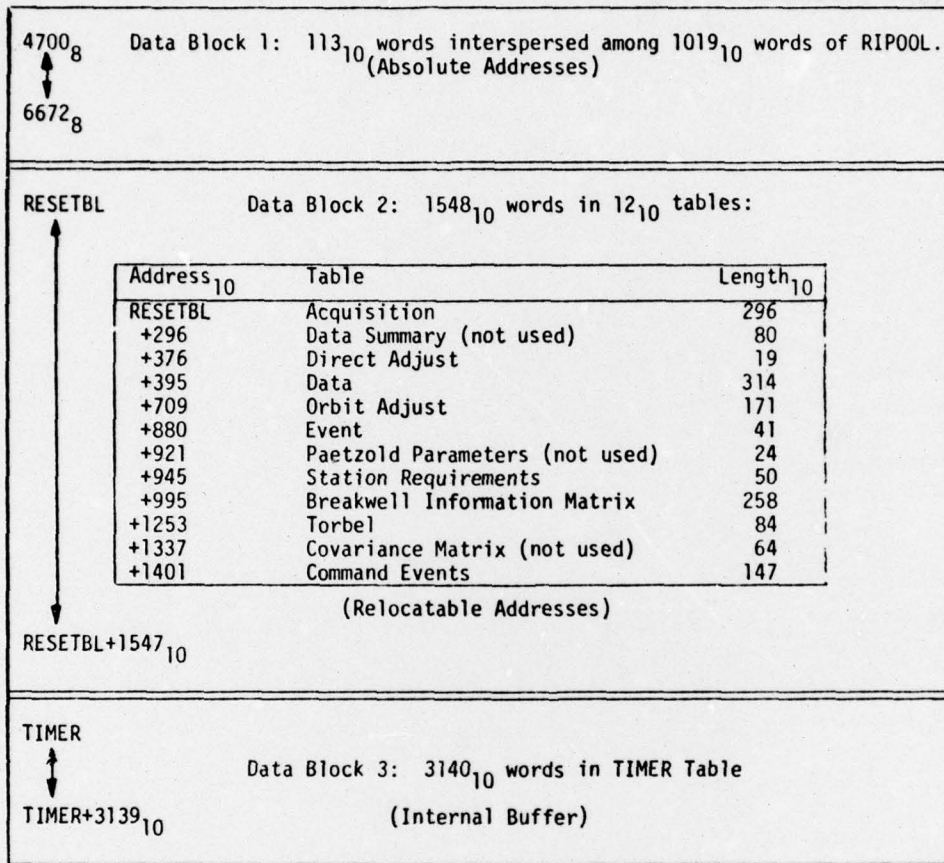 4700₈ Data Block 1: 113₁₀ words interspersed among 1019₁₀ words of RIPOOL.
(Absolute Addresses)
6672₈
RESETBL Data Block 2: 1548₁₀ words in 12₁₀ tables:
Address₁₀ Table Length₁₀
RESETBL Acquisition 296
+296 Data Summary (not used) 80
+376 Direct Adjust 19
+395 Data 314
+709 Orbit Adjust 171
+880 Event 41
+921 Paetzold Parameters (not used) 24
+945 Station Requirements 50
+995 Breakwell Information Matrix 258
+1253 Torbel 84
+1337 Covariance Matrix (not used) 64
+1401 Command Events 147
(Relocatable Addresses)
RESETBL+1547₁₀
TIMER
Data Block 3: 3140₁₀ words in TIMER Table
TIMER+3139₁₀ (Internal Buffer)